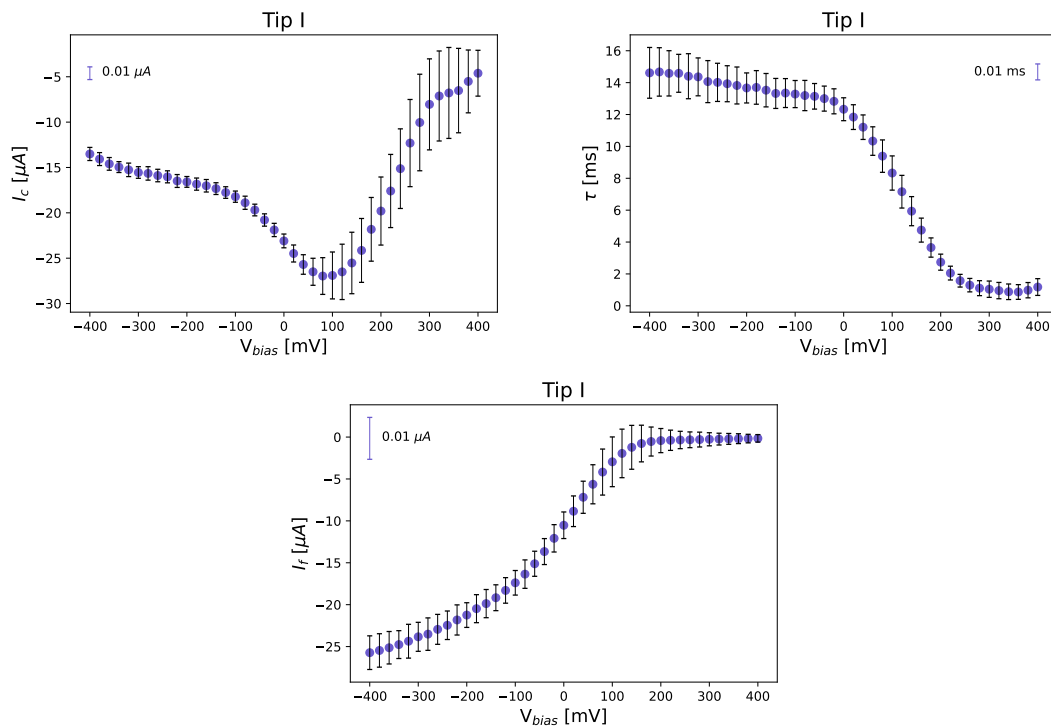 Tip I
0.01 μA
I_c [μA]
−5
−10
−15
−20
−25
−30
−400 −300 −200 −100 0 100 200 300 400
V_bias [mV]
Tip I
0.01 ms
τ [ms]
16
14
12
10
8
6
4
2
0
−400 −300 −200 −100 0 100 200 300 400
V_bias [mV]
Tip I
0.01 μA
I_f [μA]
0
−5
−10
−15
−20
−25
−400 −300 −200 −100 0 100 200 300 400
V_bias [mV]